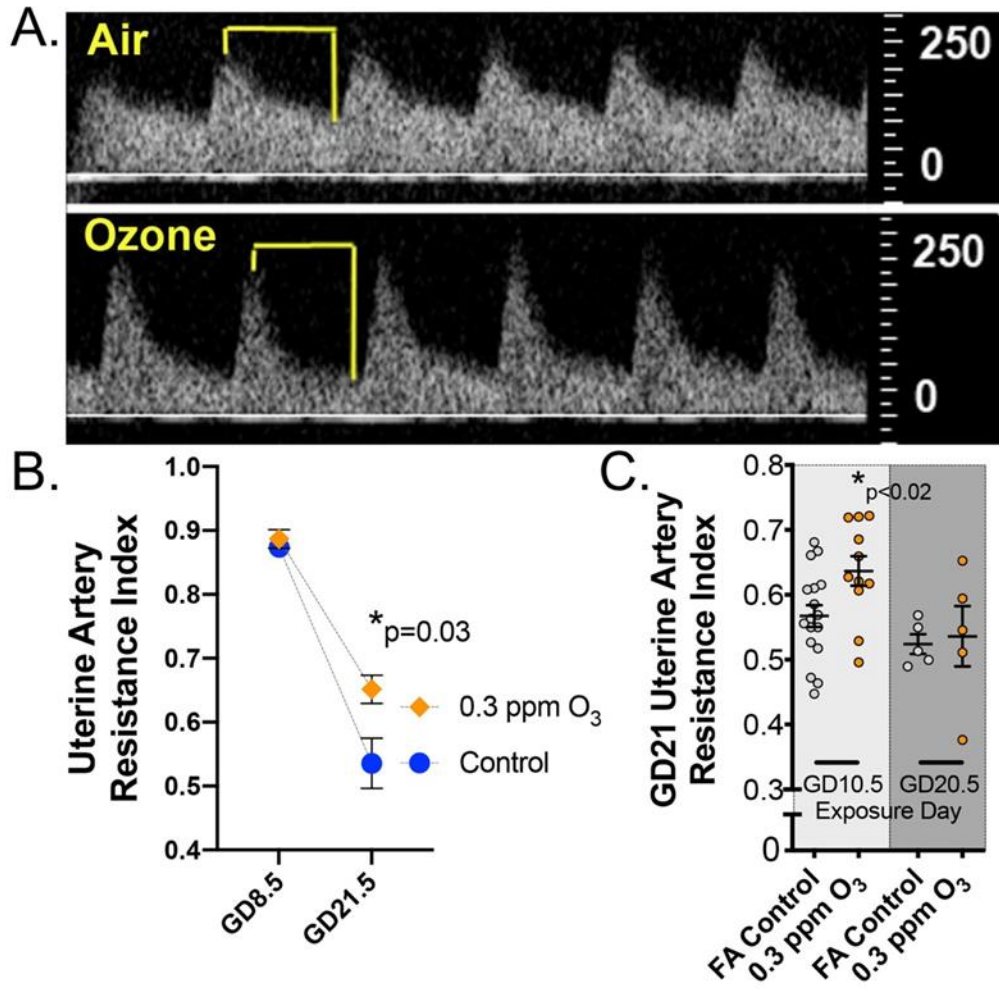 A.
Air
250
0
Ozone
250
0
B.
Uterine Artery
Resistance Index
1.0
0.9
0.8
0.7
0.6
0.5
0.4
*p=0.03
0.3 ppm O3
Control
GD8.5
GD21.5
C.
GD21 Uterine Artery
Resistance Index
0.8
0.7
0.6
0.5
0.4
0.3
0
*
p<0.02
GD10.5
GD20.5
Exposure Day
FA Control
0.3 ppm O3
FA Control
0.3 ppm O3